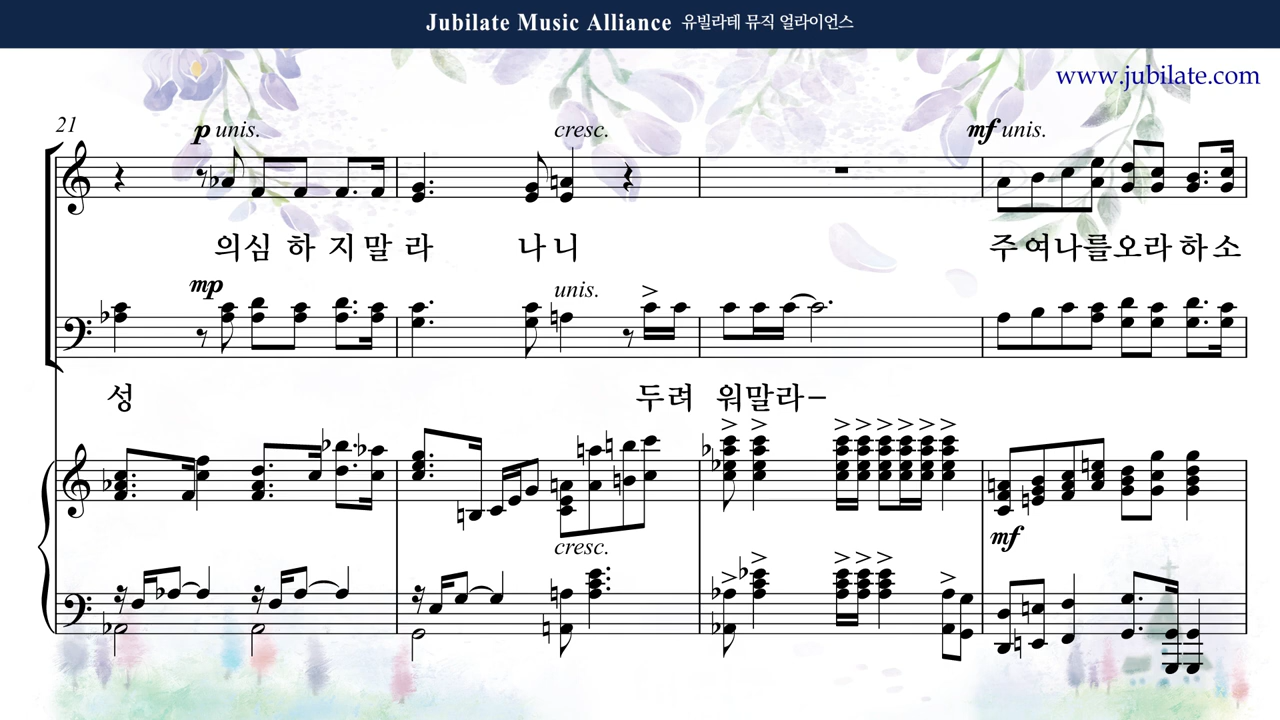 Jubilate Music Alliance 유빌라테 뮤직 얼라이언스
www.jubilate.com
21
p unis.
cresc.
mf unis.
의심 하 지 말 라 나 니 주 여 나 를 오 라 하 소
mp
unis.
성 두 려 워 말 라 –
cresc.
mf